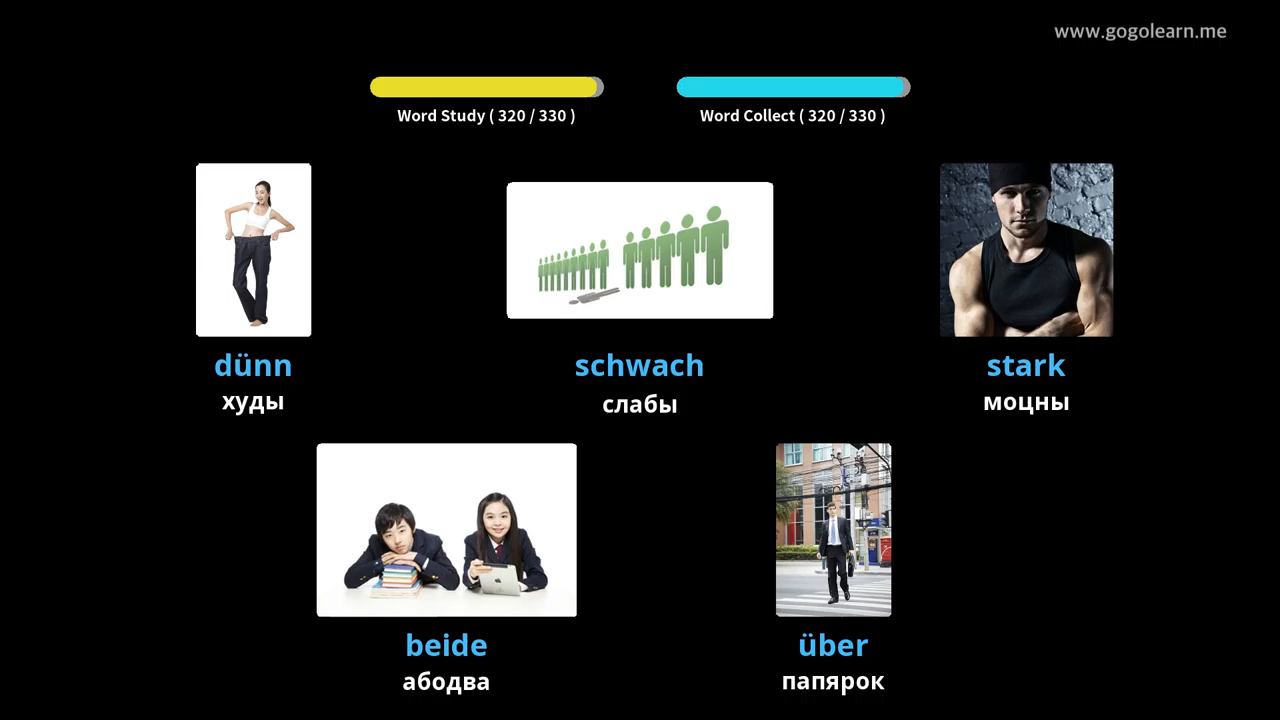 www.gogolearn.me
Word Study ( 320 / 330 )
Word Collect ( 320 / 330 )
dünn
худы
schwach
слабы
stark
моцны
beide
абодва
über
папярок